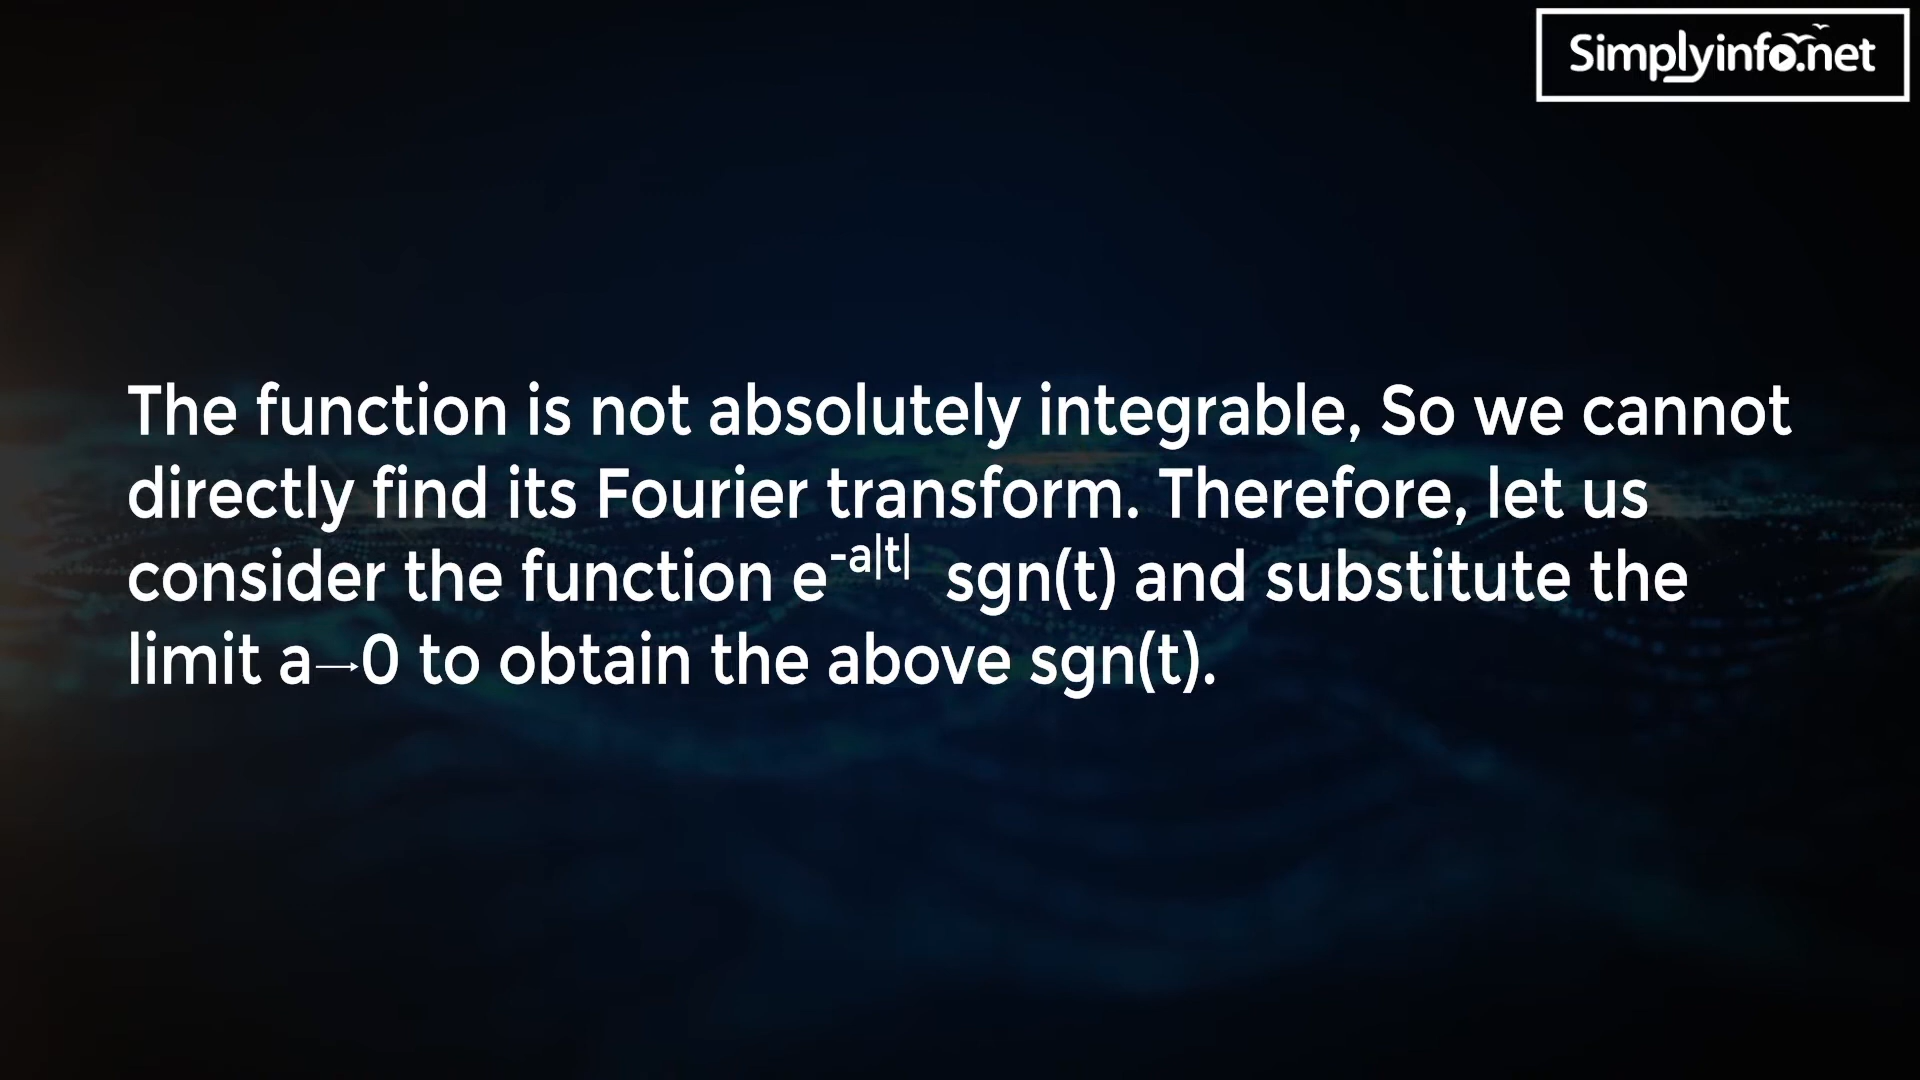 Simplyinfo.net
The function is not absolutely integrable, So we cannot
directly find its Fourier transform. Therefore, let us
consider the function e^-a|t| sgn(t) and substitute the
limit a→0 to obtain the above sgn(t).